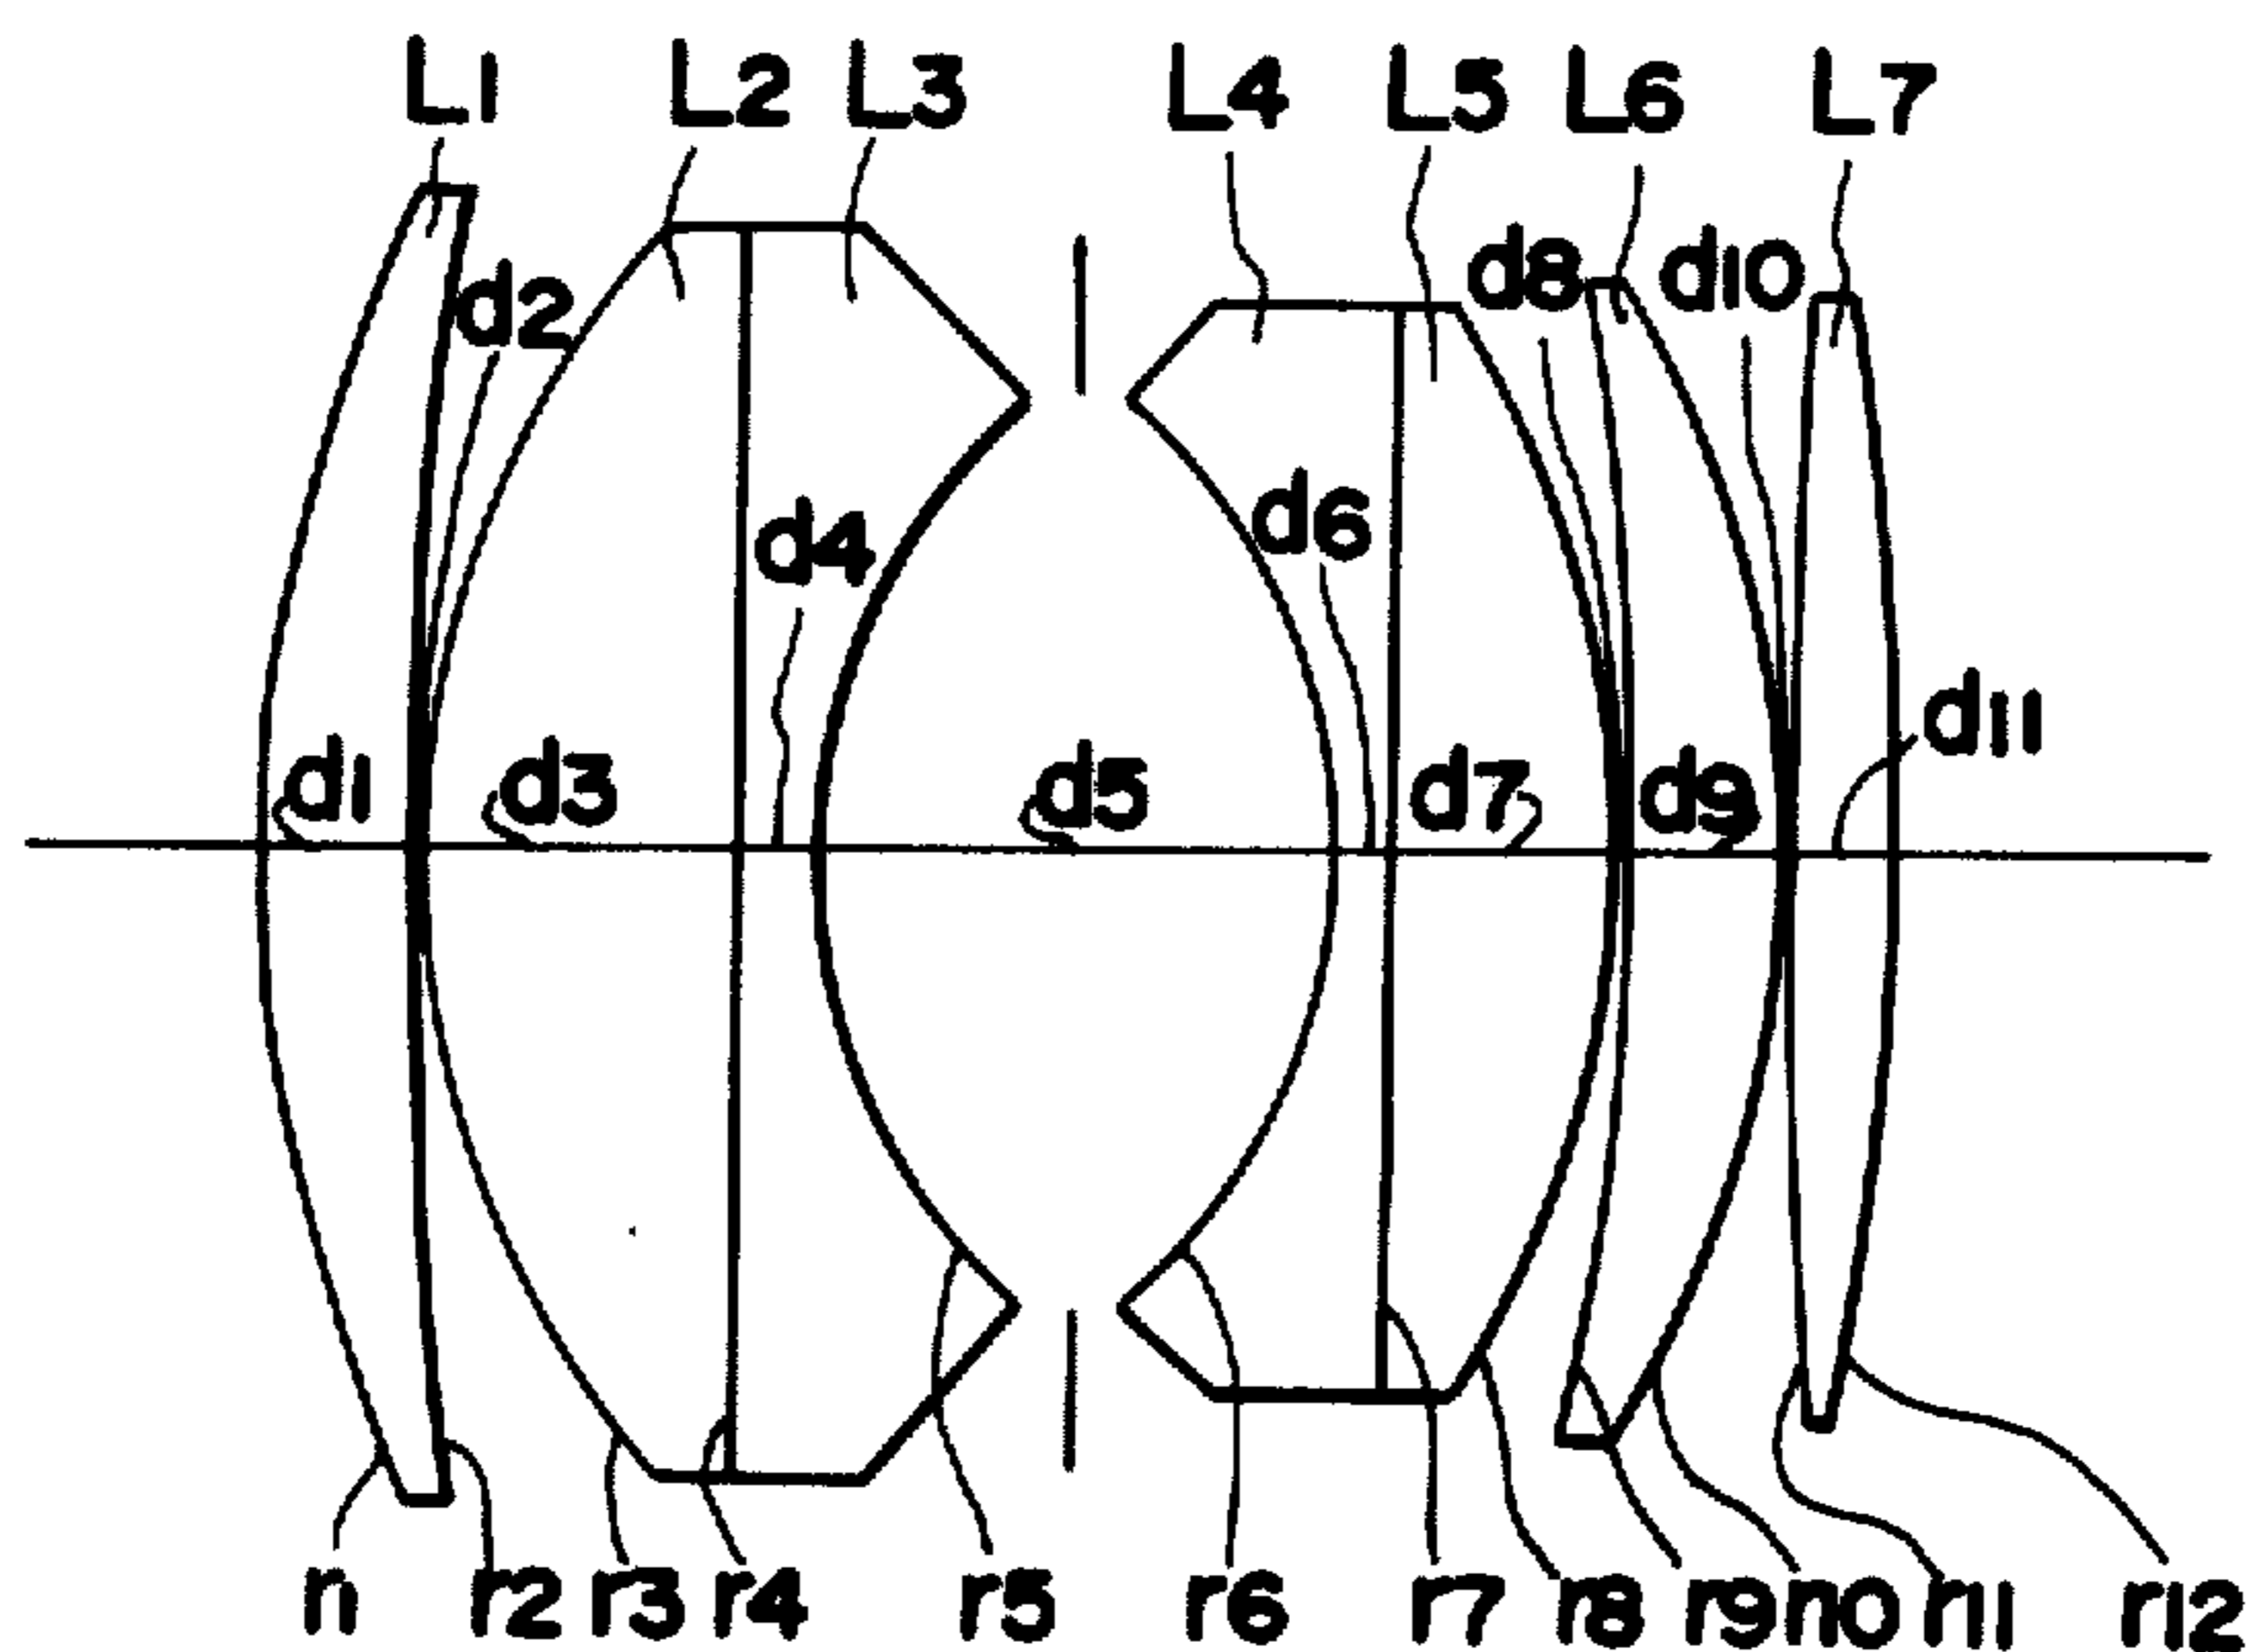 L1 L2 L3 L4 L5 L6 L7
d8 d10
d2
d6
d4
d11
d1 d3 d5 d7 d9
r1 r2 r3 r4 r5 r6 r7 r8 r9 r10 r11 r12